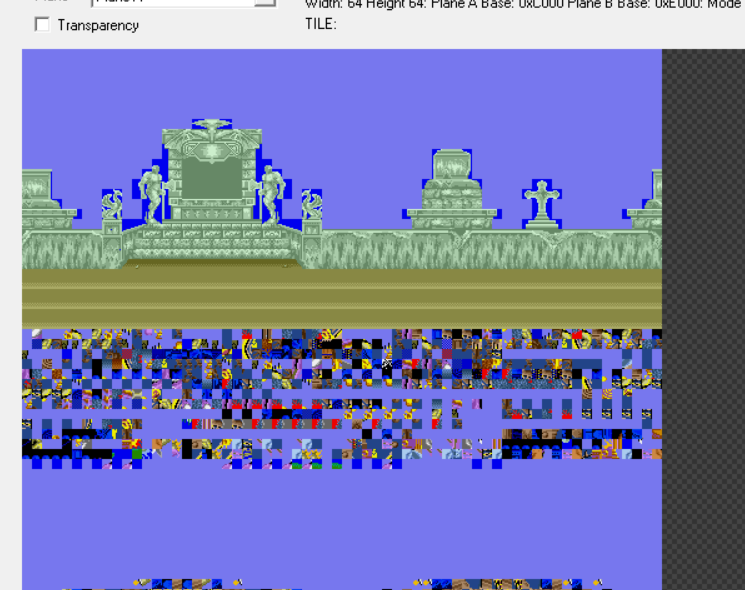 Width: 64 Height 64: Plane A Base: 0xC000 Plane B Base: 0xE000: Mode
Transparency
TILE: